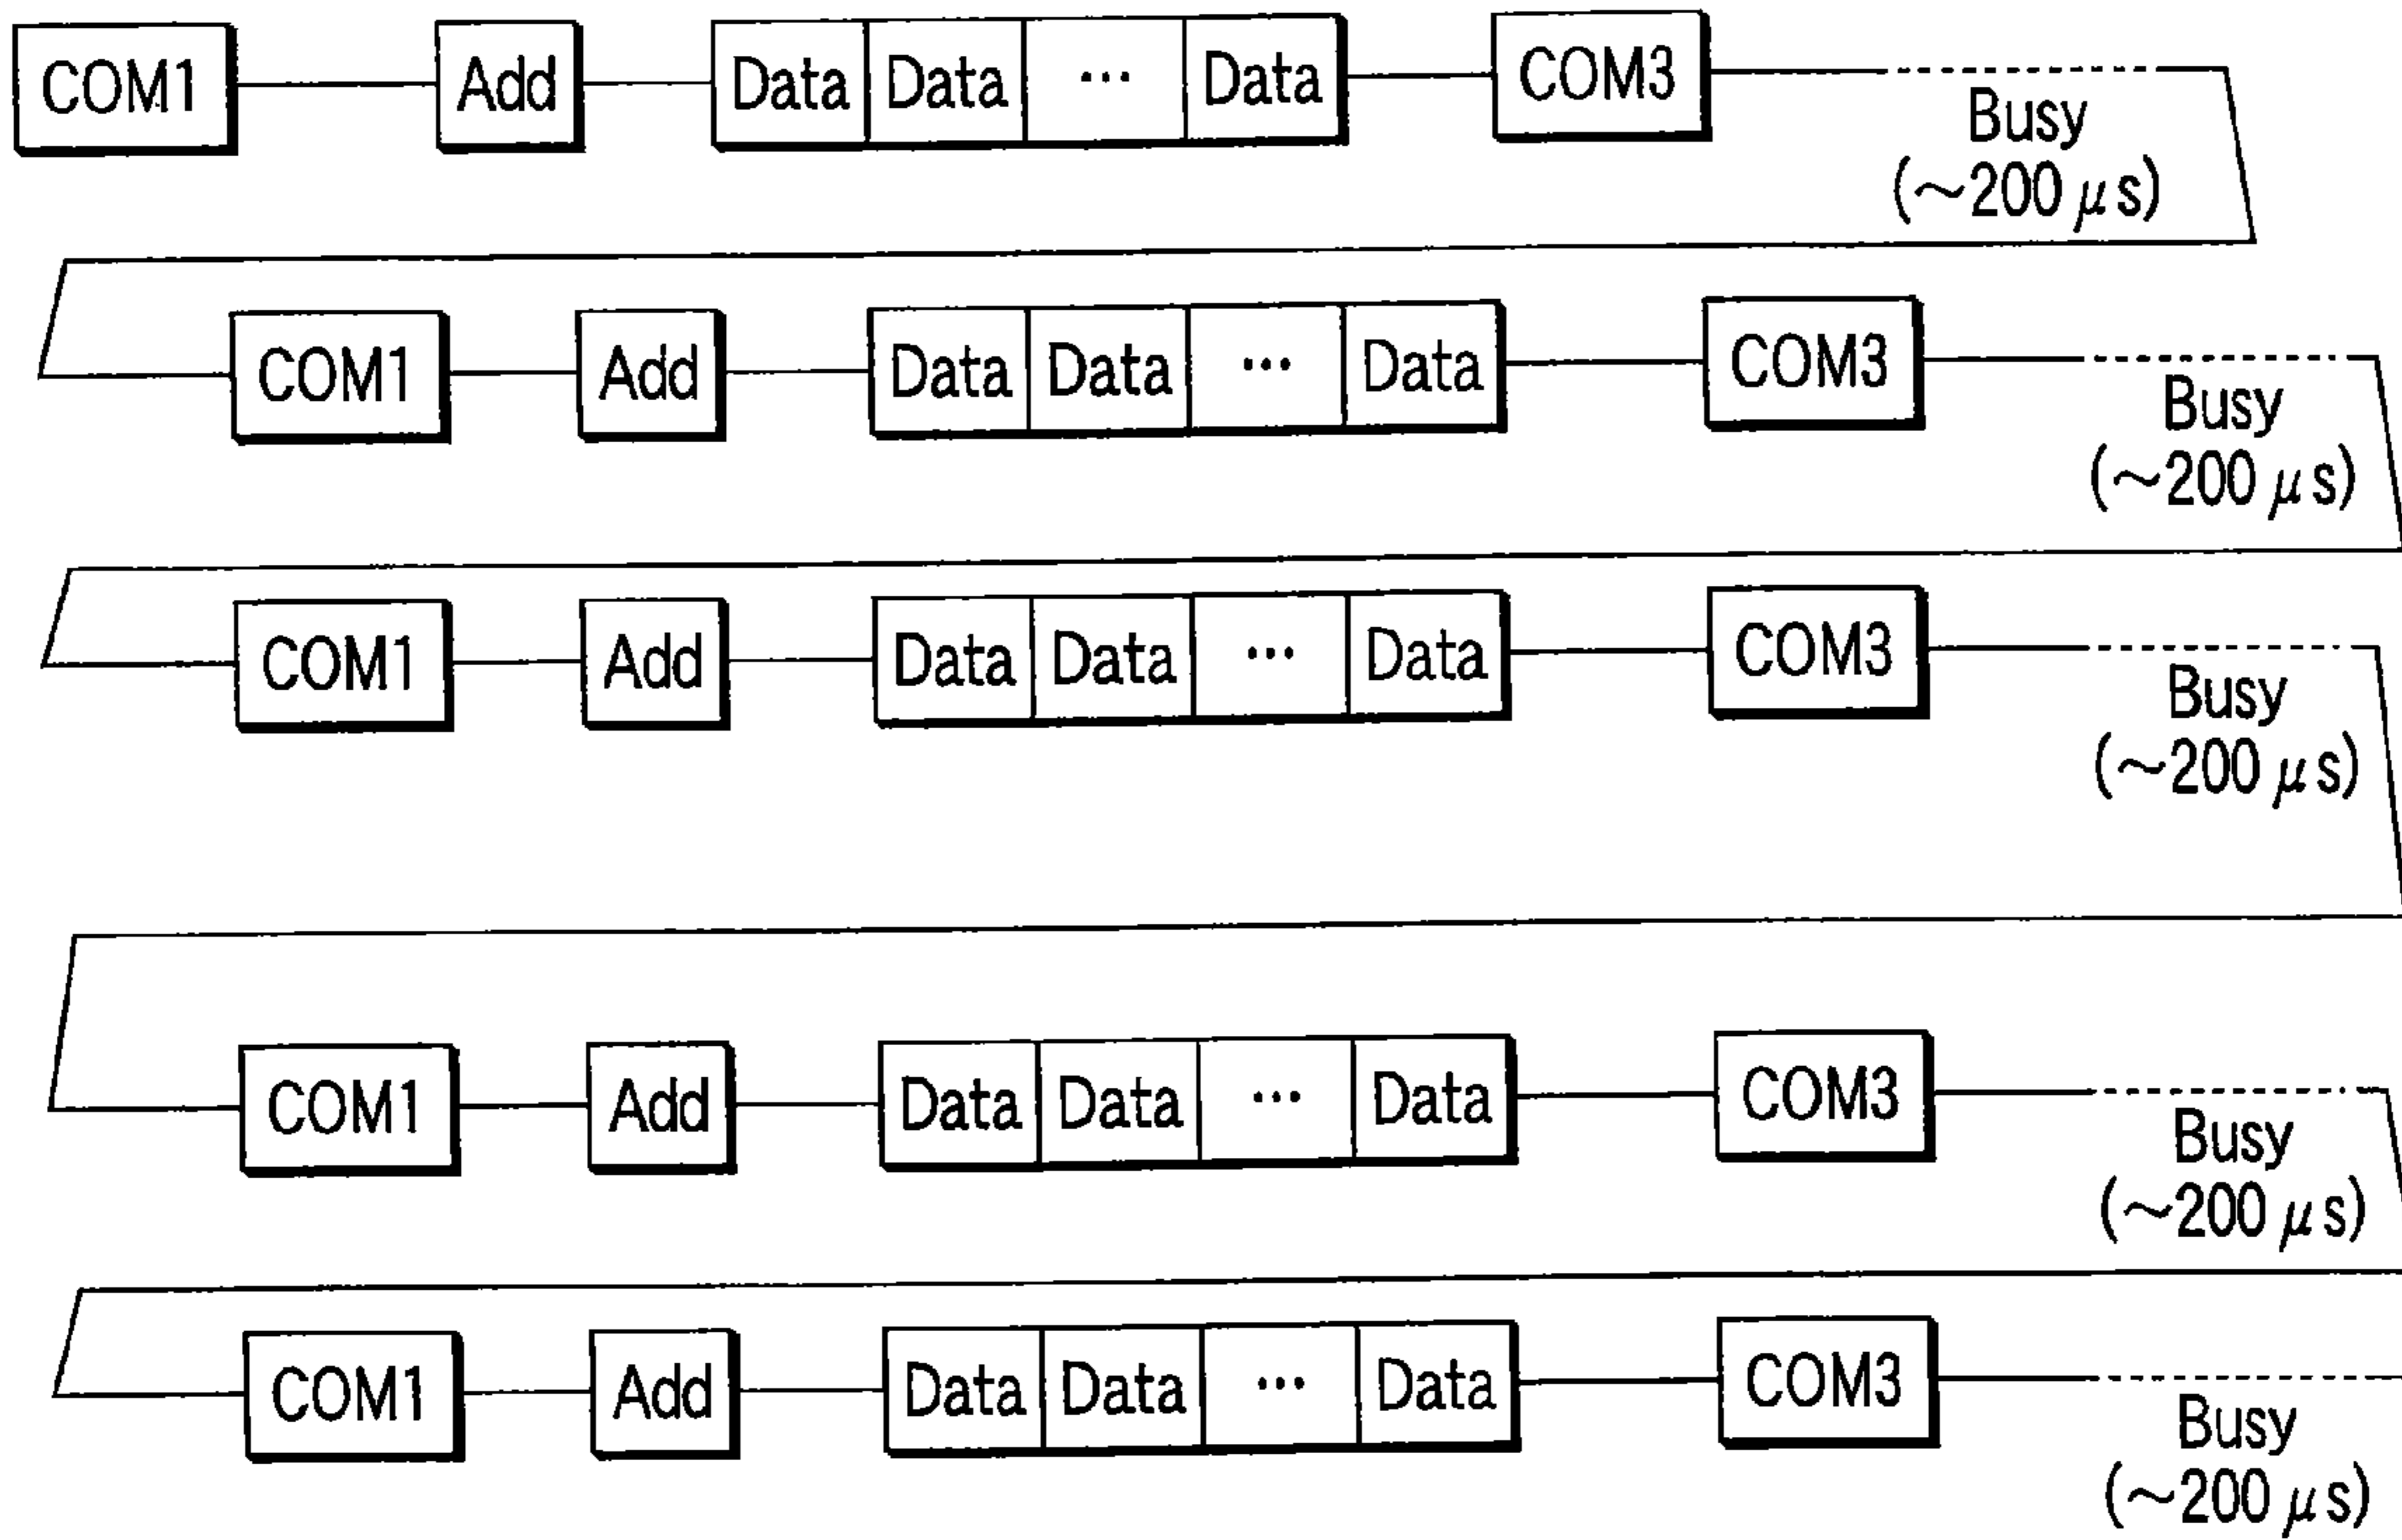 COM1 Add Data Data ... Data COM3 Busy
(~200 μs)
COM1 Add Data Data ... Data COM3 Busy
(~200 μs)
COM1 Add Data Data ... Data COM3 Busy
(~200 μs)
COM1 Add Data Data ... Data COM3 Busy
(~200 μs)
COM1 Add Data Data ... Data COM3 Busy
(~200 μs)